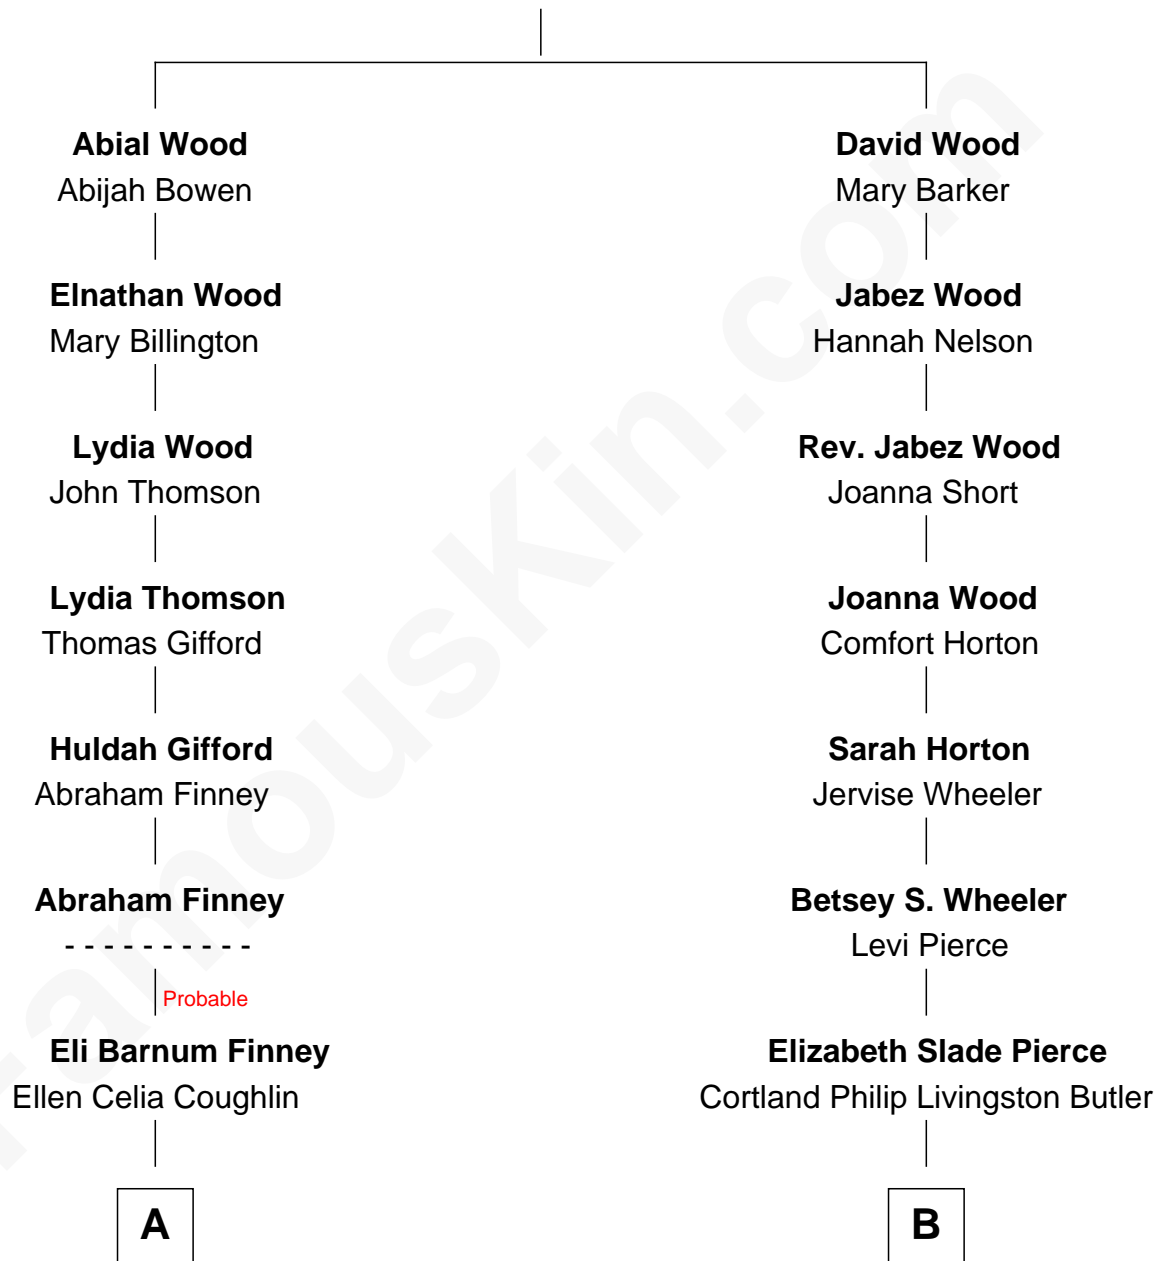 Abial Wood
Abijah Bowen
David Wood
Mary Barker
Elnathan Wood
Mary Billington
Jabez Wood
Hannah Nelson
Lydia Wood
John Thomson
Rev. Jabez Wood
Joanna Short
Lydia Thomson
Thomas Gifford
Joanna Wood
Comfort Horton
Huldah Gifford
Abraham Finney
Sarah Horton
Jervise Wheeler
Abraham Finney
- - - - - - - - - -
Betsey S. Wheeler
Levi Pierce
Probable
Eli Barnum Finney
Ellen Celia Coughlin
Elizabeth Slade Pierce
Cortland Philip Livingston Butler
A
B
FamousKin.com